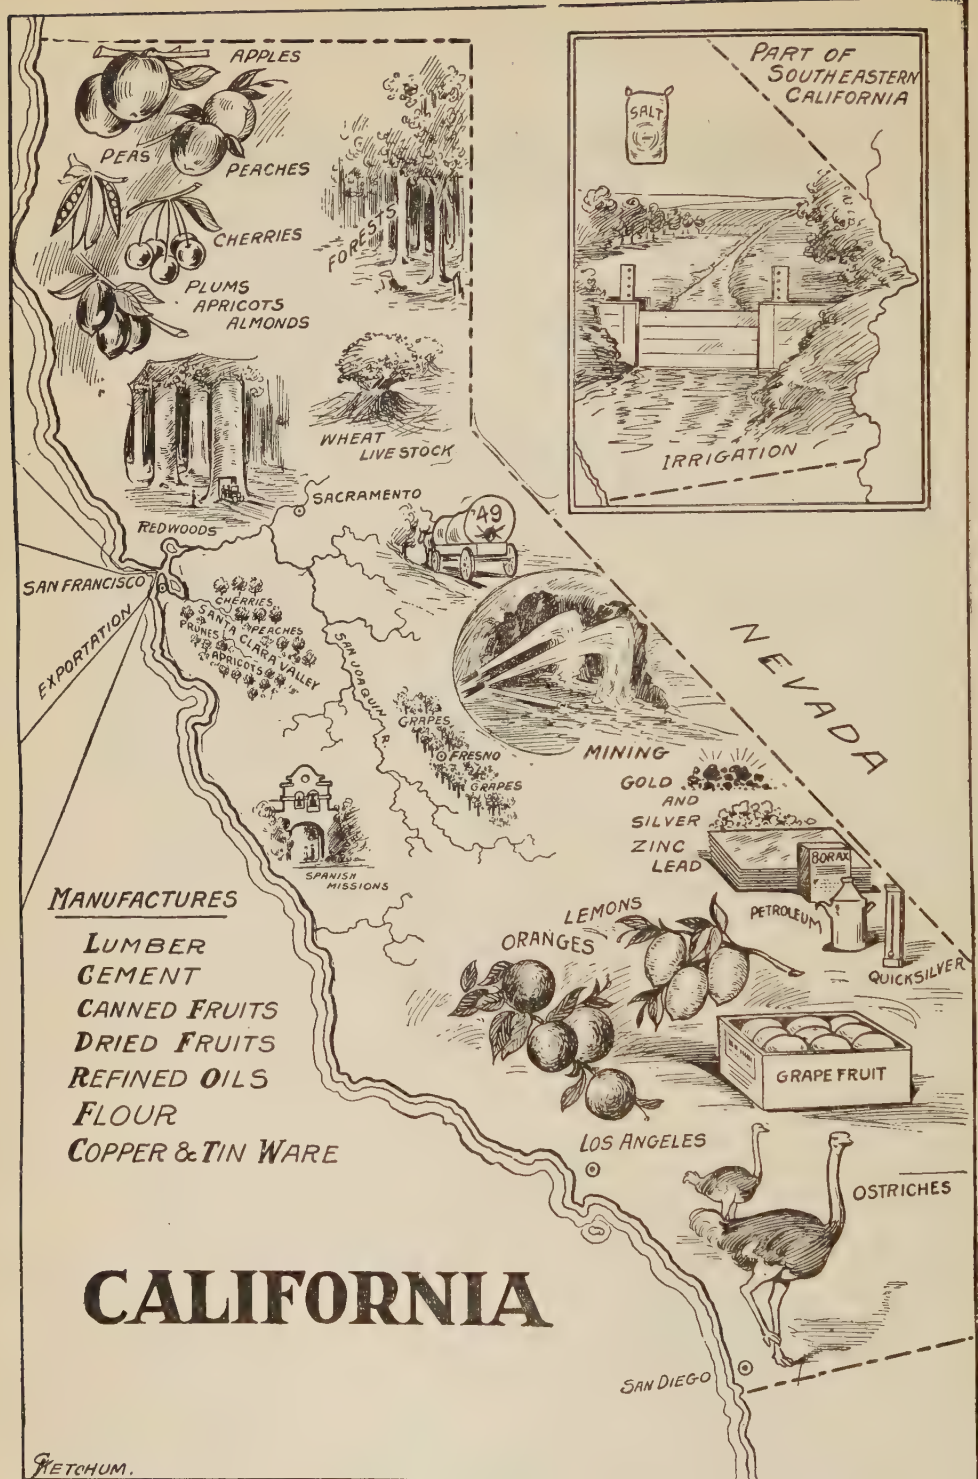 APPLES
PEAS
PEACHES
CHERRIES
PLUMS
APRICOTS
ALMONDS
FORESTS
PART OF
SOUTHEASTERN
CALIFORNIA
SALT
IRRIGATION
WHEAT
LIVE STOCK
REDWOODS
SACRAMENTO
'49
SAN FRANCISCO
EXPORTATION
CHERRIES
SANTA CLARA VALLEY
PEACHES
PRUNES
APRICOTS
SAN JOAQUIN R.
GRAPES
FRESNO
GRAPES
NEVADA
MINING
GOLD
AND
SILVER
ZINC
LEAD
BORAX
PETROLEUM
QUICKSILVER
SPANISH
MISSIONS
LEMONS
ORANGES
GRAPE FRUIT
MANUFACTURES
LUMBER
CEMENT
CANNED FRUITS
DRIED FRUITS
REFINED OILS
FLOUR
COPPER & TIN WARE
LOS ANGELES
OSTRICHES
CALIFORNIA
SAN DIEGO
KETCHUM.